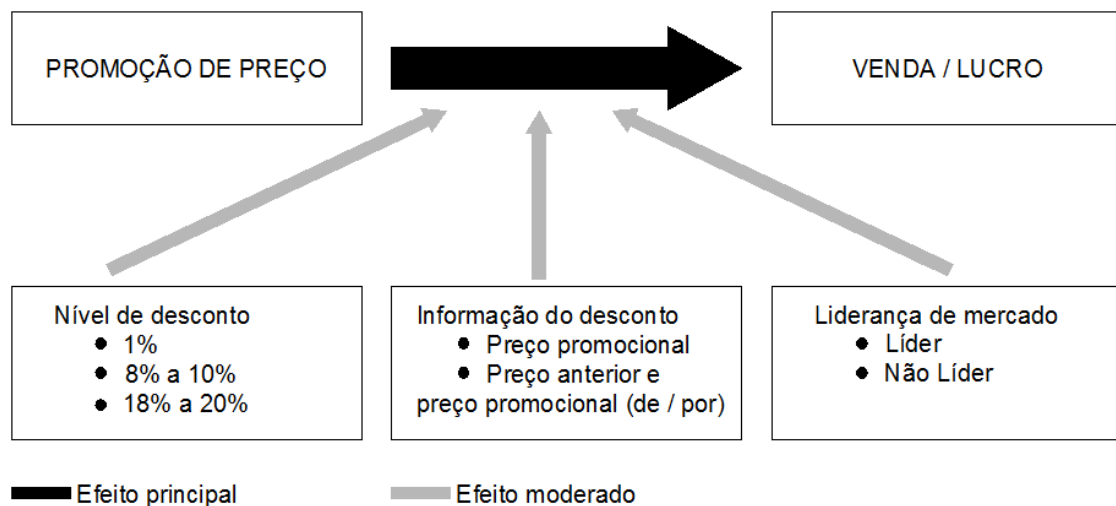 PROMOÇÃO DE PREÇO
VENDA / LUCRO
Nível de desconto
● 1%
● 8% a 10%
● 18% a 20%
Informação do desconto
● Preço promocional
● Preço anterior e
preço promocional (de / por)
Liderança de mercado
● Líder
● Não Líder
Efeito principal
Efeito moderado